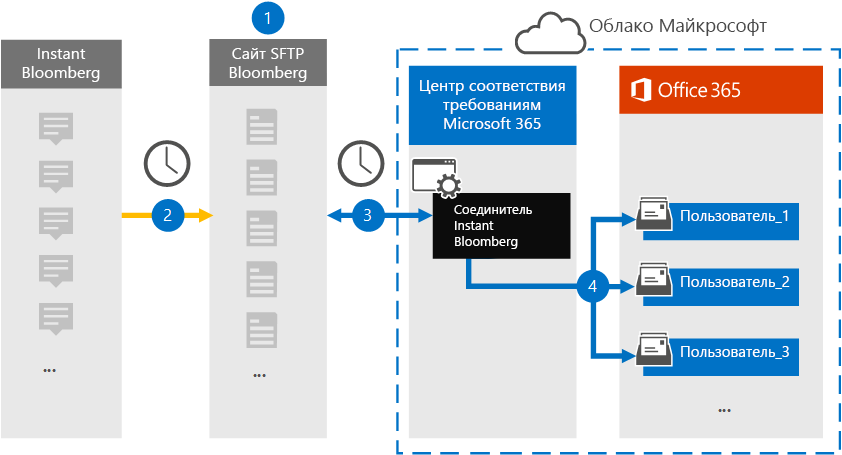 1
Облако Майкрософт
Instant
Bloomberg
Сайт SFTP
Bloomberg
Центр соответствия
требованиям
Microsoft 365
Office 365
2
3
Соединитель
Instant
Bloomberg
4
Пользователь_1
Пользователь_2
Пользователь_3
...
...
...